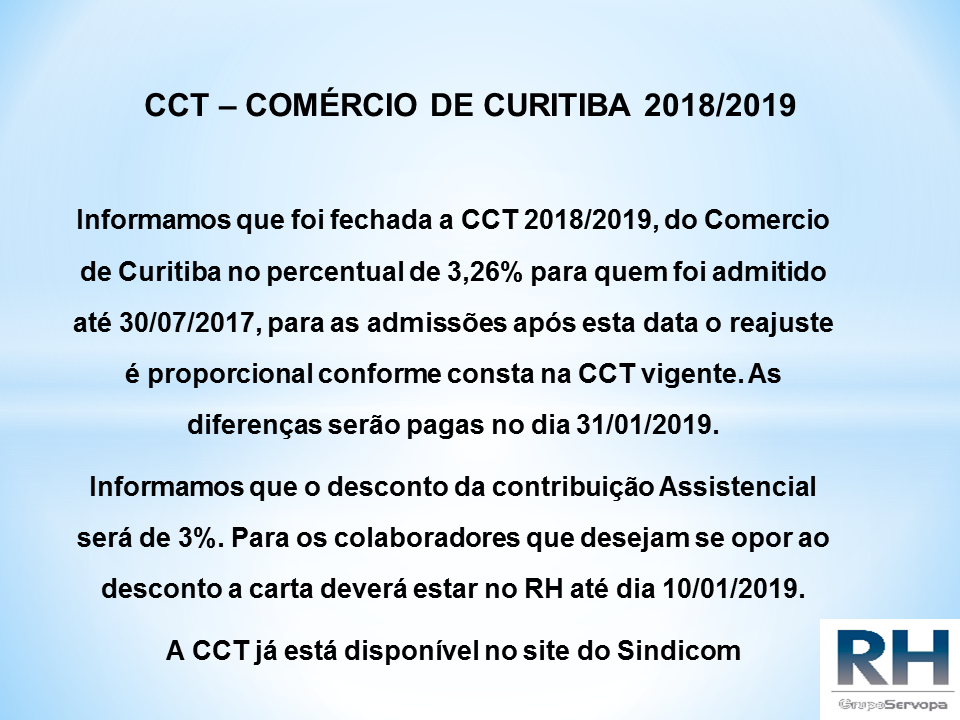 CCT – COMÉRCIO DE CURITIBA 2018/2019
Informamos que foi fechada a CCT 2018/2019, do Comercio
de Curitiba no percentual de 3,26% para quem foi admitido
até 30/07/2017, para as admissões após esta data o reajuste
é proporcional conforme consta na CCT vigente. As
diferenças serão pagas no dia 31/01/2019.
Informamos que o desconto da contribuição Assistencial
será de 3%. Para os colaboradores que desejam se opor ao
desconto a carta deverá estar no RH até dia 10/01/2019.
A CCT já está disponível no site do Sindicom
RH
GrupoServopa